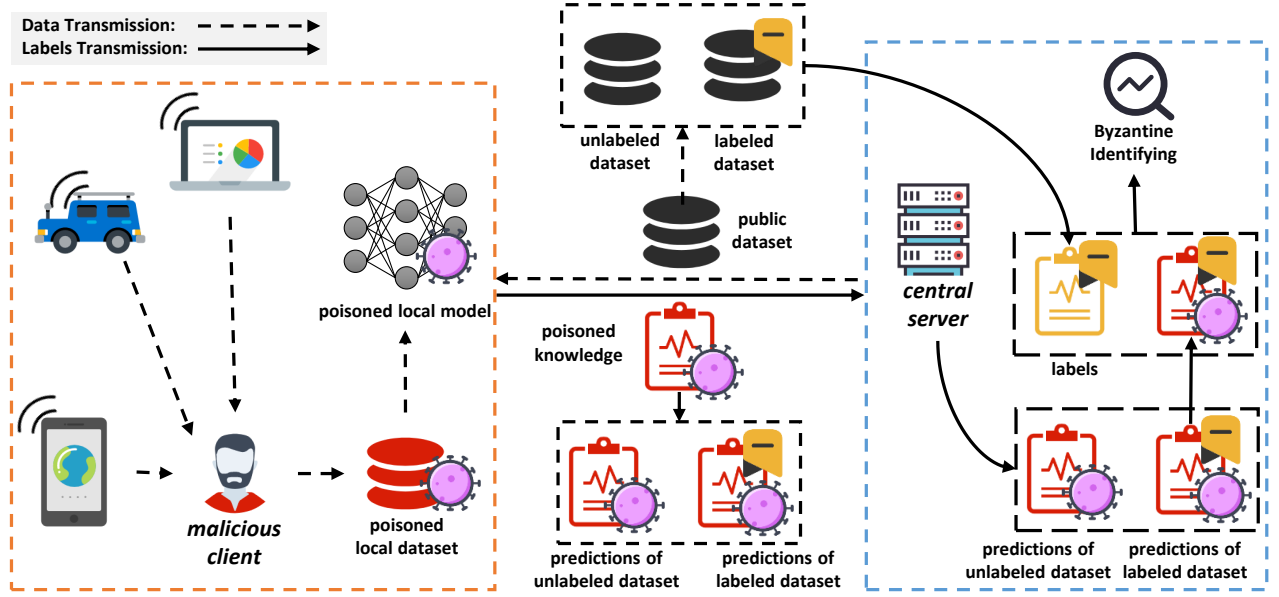 Data Transmission:
Labels Transmission:
unlabeled
dataset
labeled
dataset
public
dataset
Byzantine
Identifying
central
server
labels
poisoned local model
poisoned
knowledge
malicious
client
poisoned
local dataset
predictions of
unlabeled dataset
predictions of
labeled dataset
predictions of
unlabeled dataset
predictions of
labeled dataset